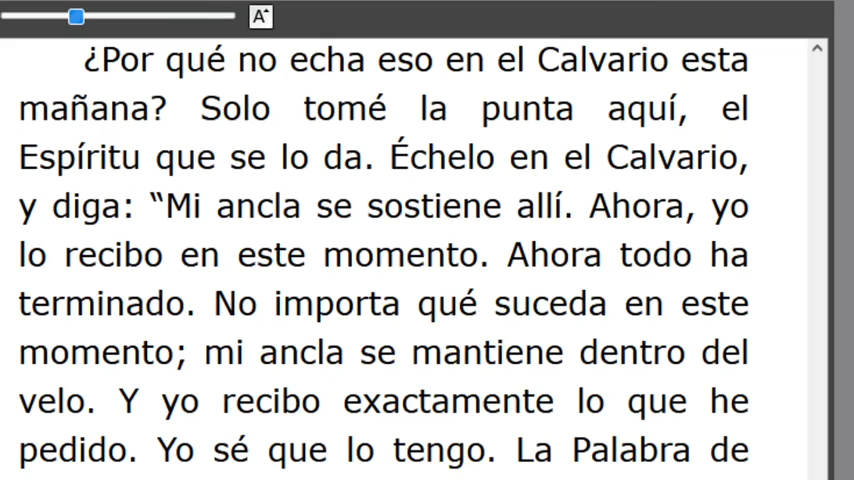 A
¿Por qué no echa eso en el Calvario esta
mañana? Solo tomé la punta aquí, el
Espíritu que se lo da. Échelo en el Calvario,
y diga: “Mi ancla se sostiene allí. Ahora, yo
lo recibo en este momento. Ahora todo ha
terminado. No importa qué suceda en este
momento; mi ancla se mantiene dentro del
velo. Y yo recibo exactamente lo que he
pedido. Yo sé que lo tengo. La Palabra de